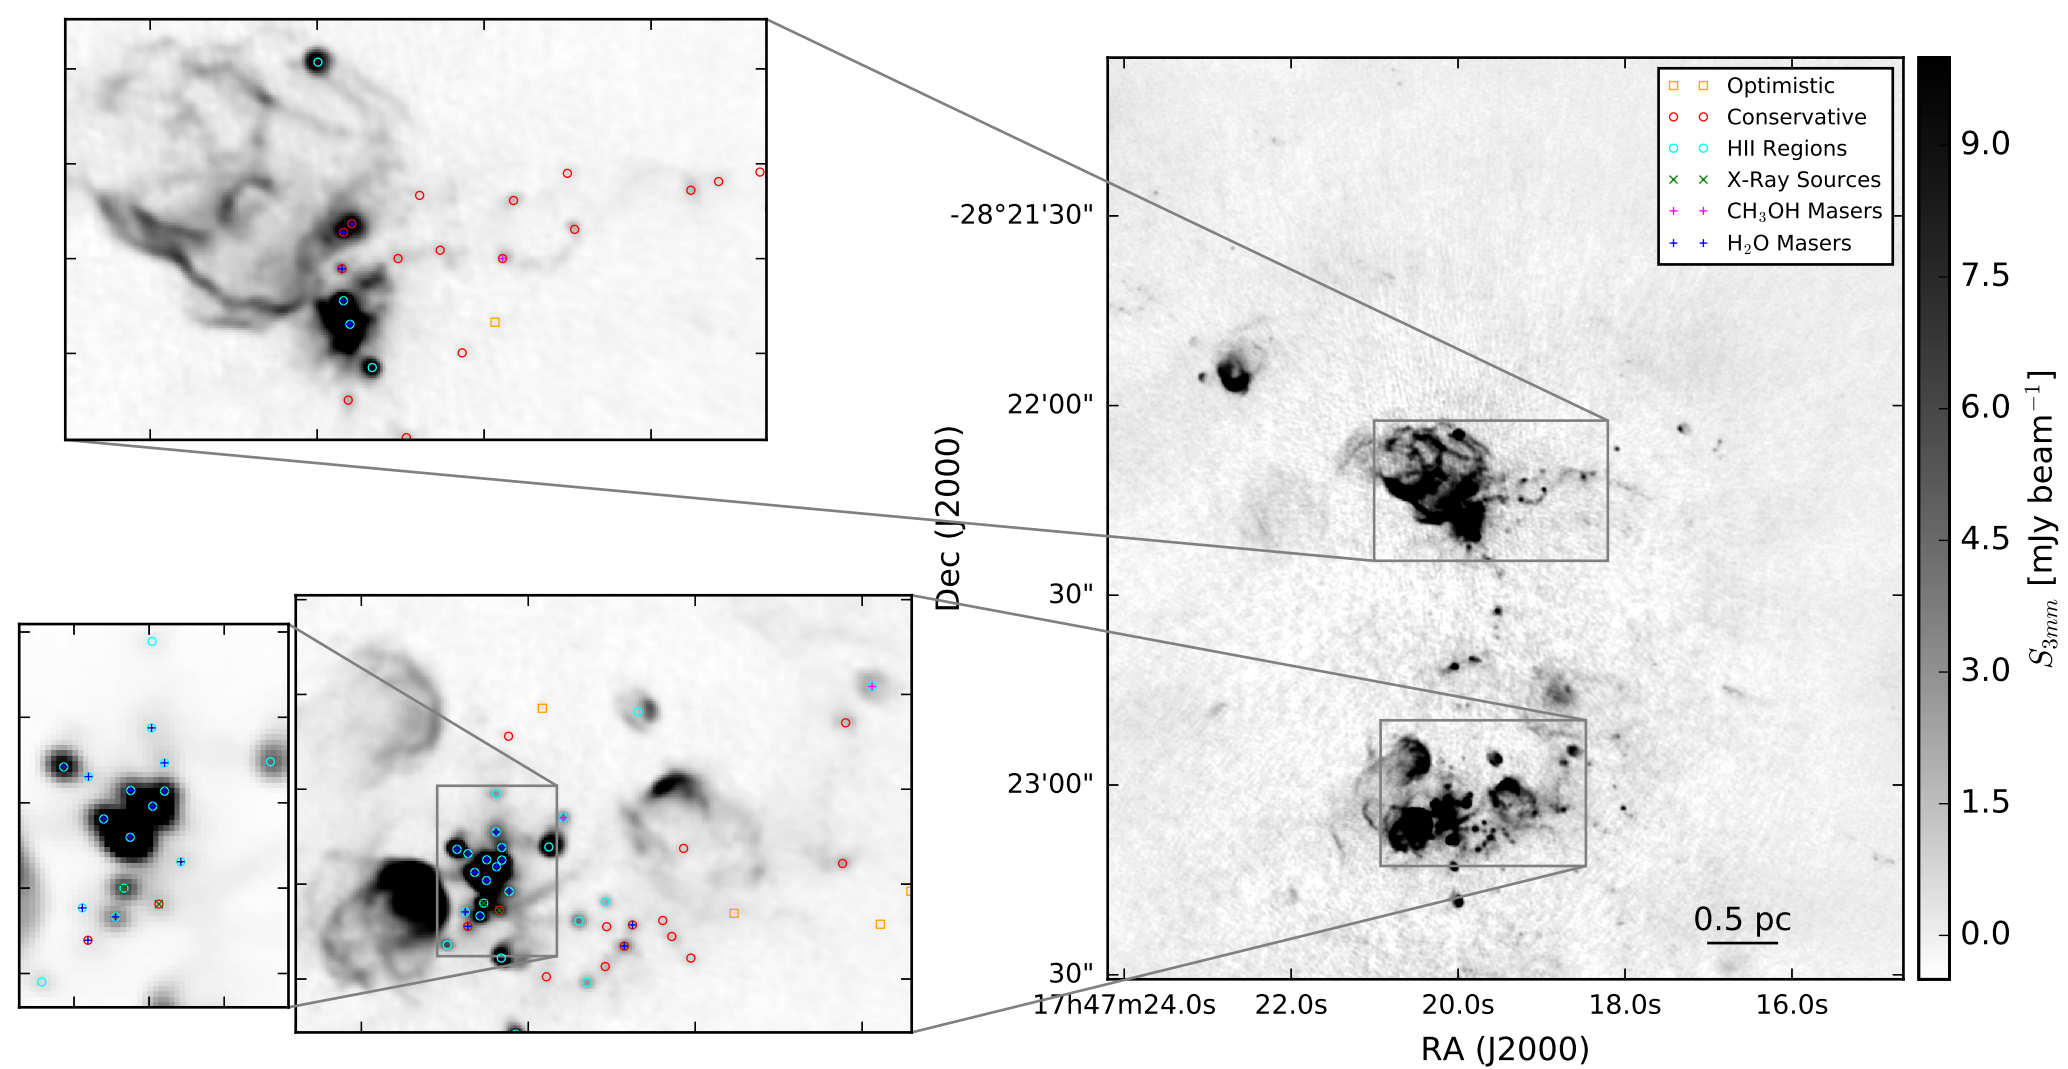 Optimistic
Conservative
HII Regions
X-Ray Sources
CH₃OH Masers
H₂O Masers
-28°21'30"
22'00"
30"
23'00"
30"
Dec (J2000)
17h47m24.0s 22.0s 20.0s 18.0s 16.0s
RA (J2000)
0.5 pc
9.0
7.5
6.0
4.5
3.0
1.5
0.0
S₃mm [mJy beam⁻¹]